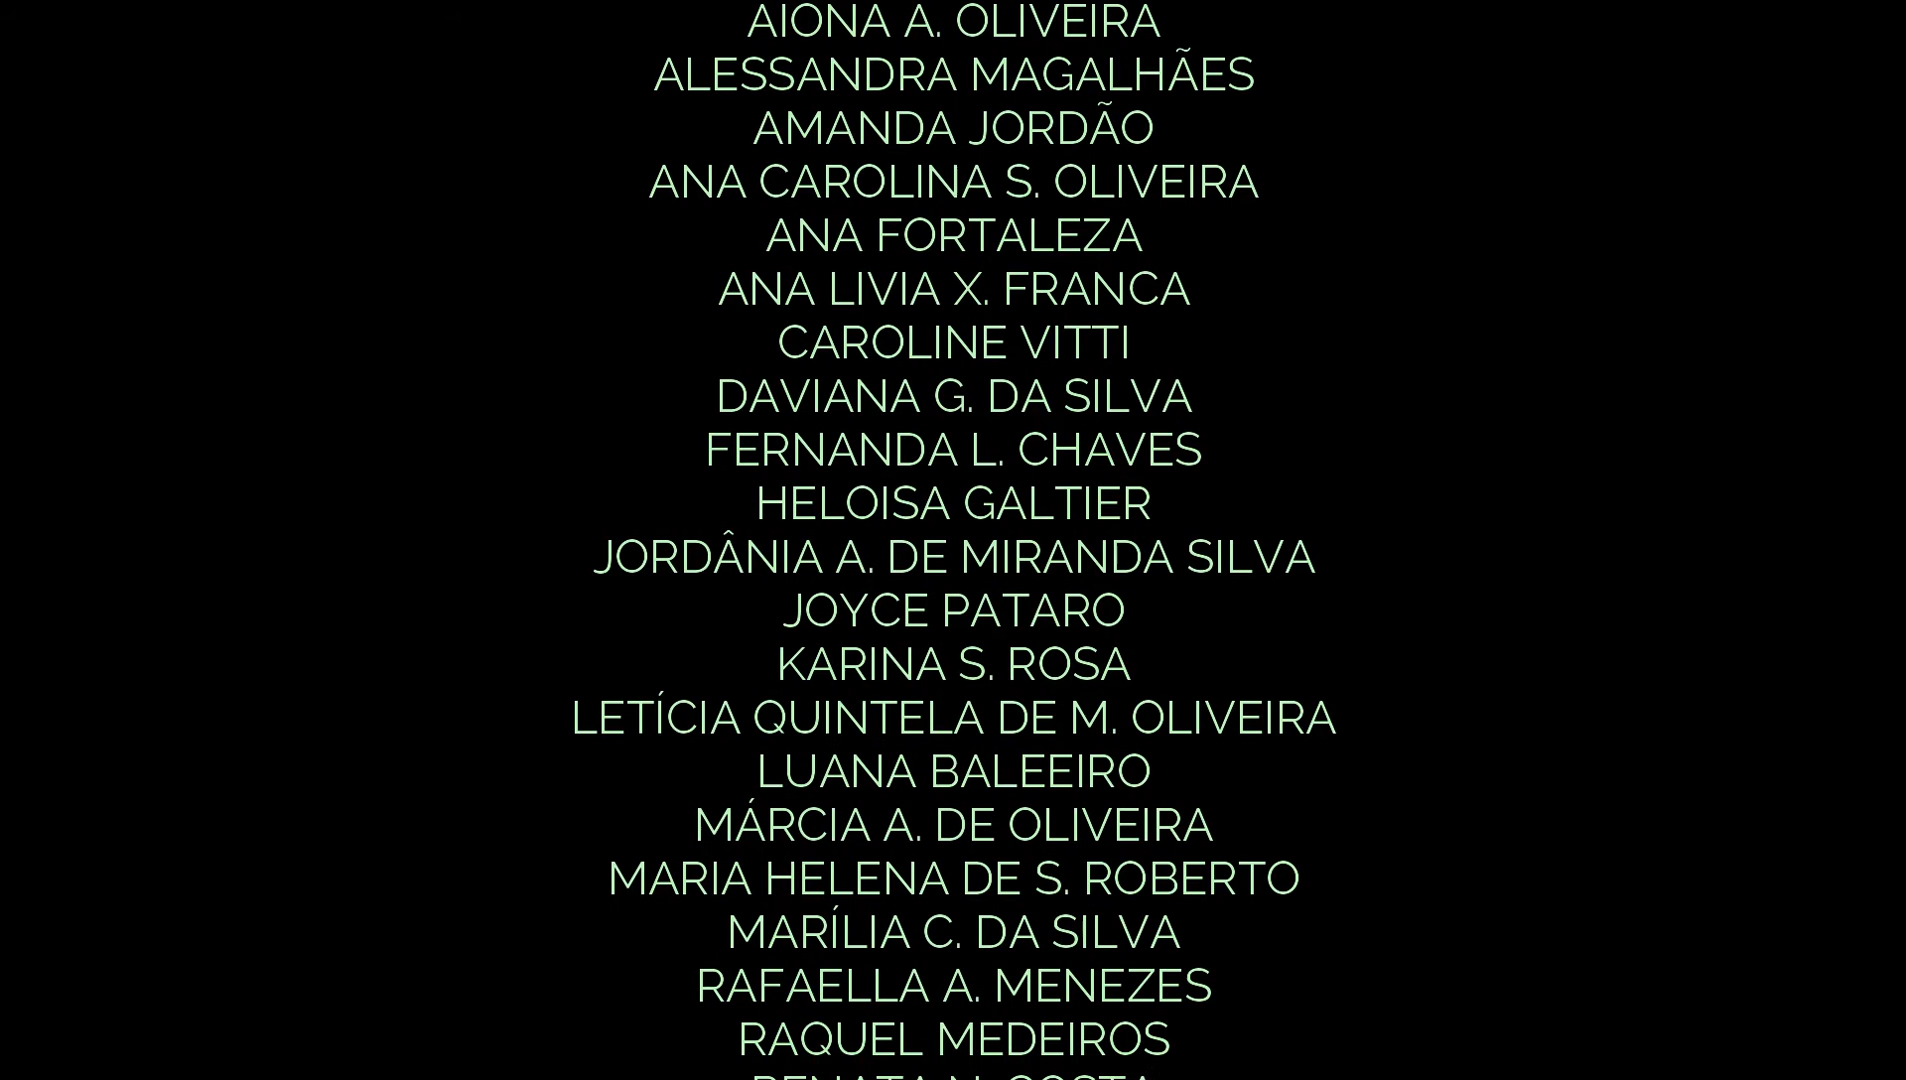 AIONA A. OLIVEIRA
ALESSANDRA MAGALHÃES
AMANDA JORDÃO
ANA CAROLINA S. OLIVEIRA
ANA FORTALEZA
ANA LIVIA X. FRANCA
CAROLINE VITTI
DAVIANA G. DA SILVA
FERNANDA L. CHAVES
HELOISA GALTIER
JORDÂNIA A. DE MIRANDA SILVA
JOYCE PATARO
KARINA S. ROSA
LETÍCIA QUINTELA DE M. OLIVEIRA
LUANA BALEEIRO
MÁRCIA A. DE OLIVEIRA
MARIA HELENA DE S. ROBERTO
MARÍLIA C. DA SILVA
RAFAELLA A. MENEZES
RAQUEL MEDEIROS
RENATA N. COSTA